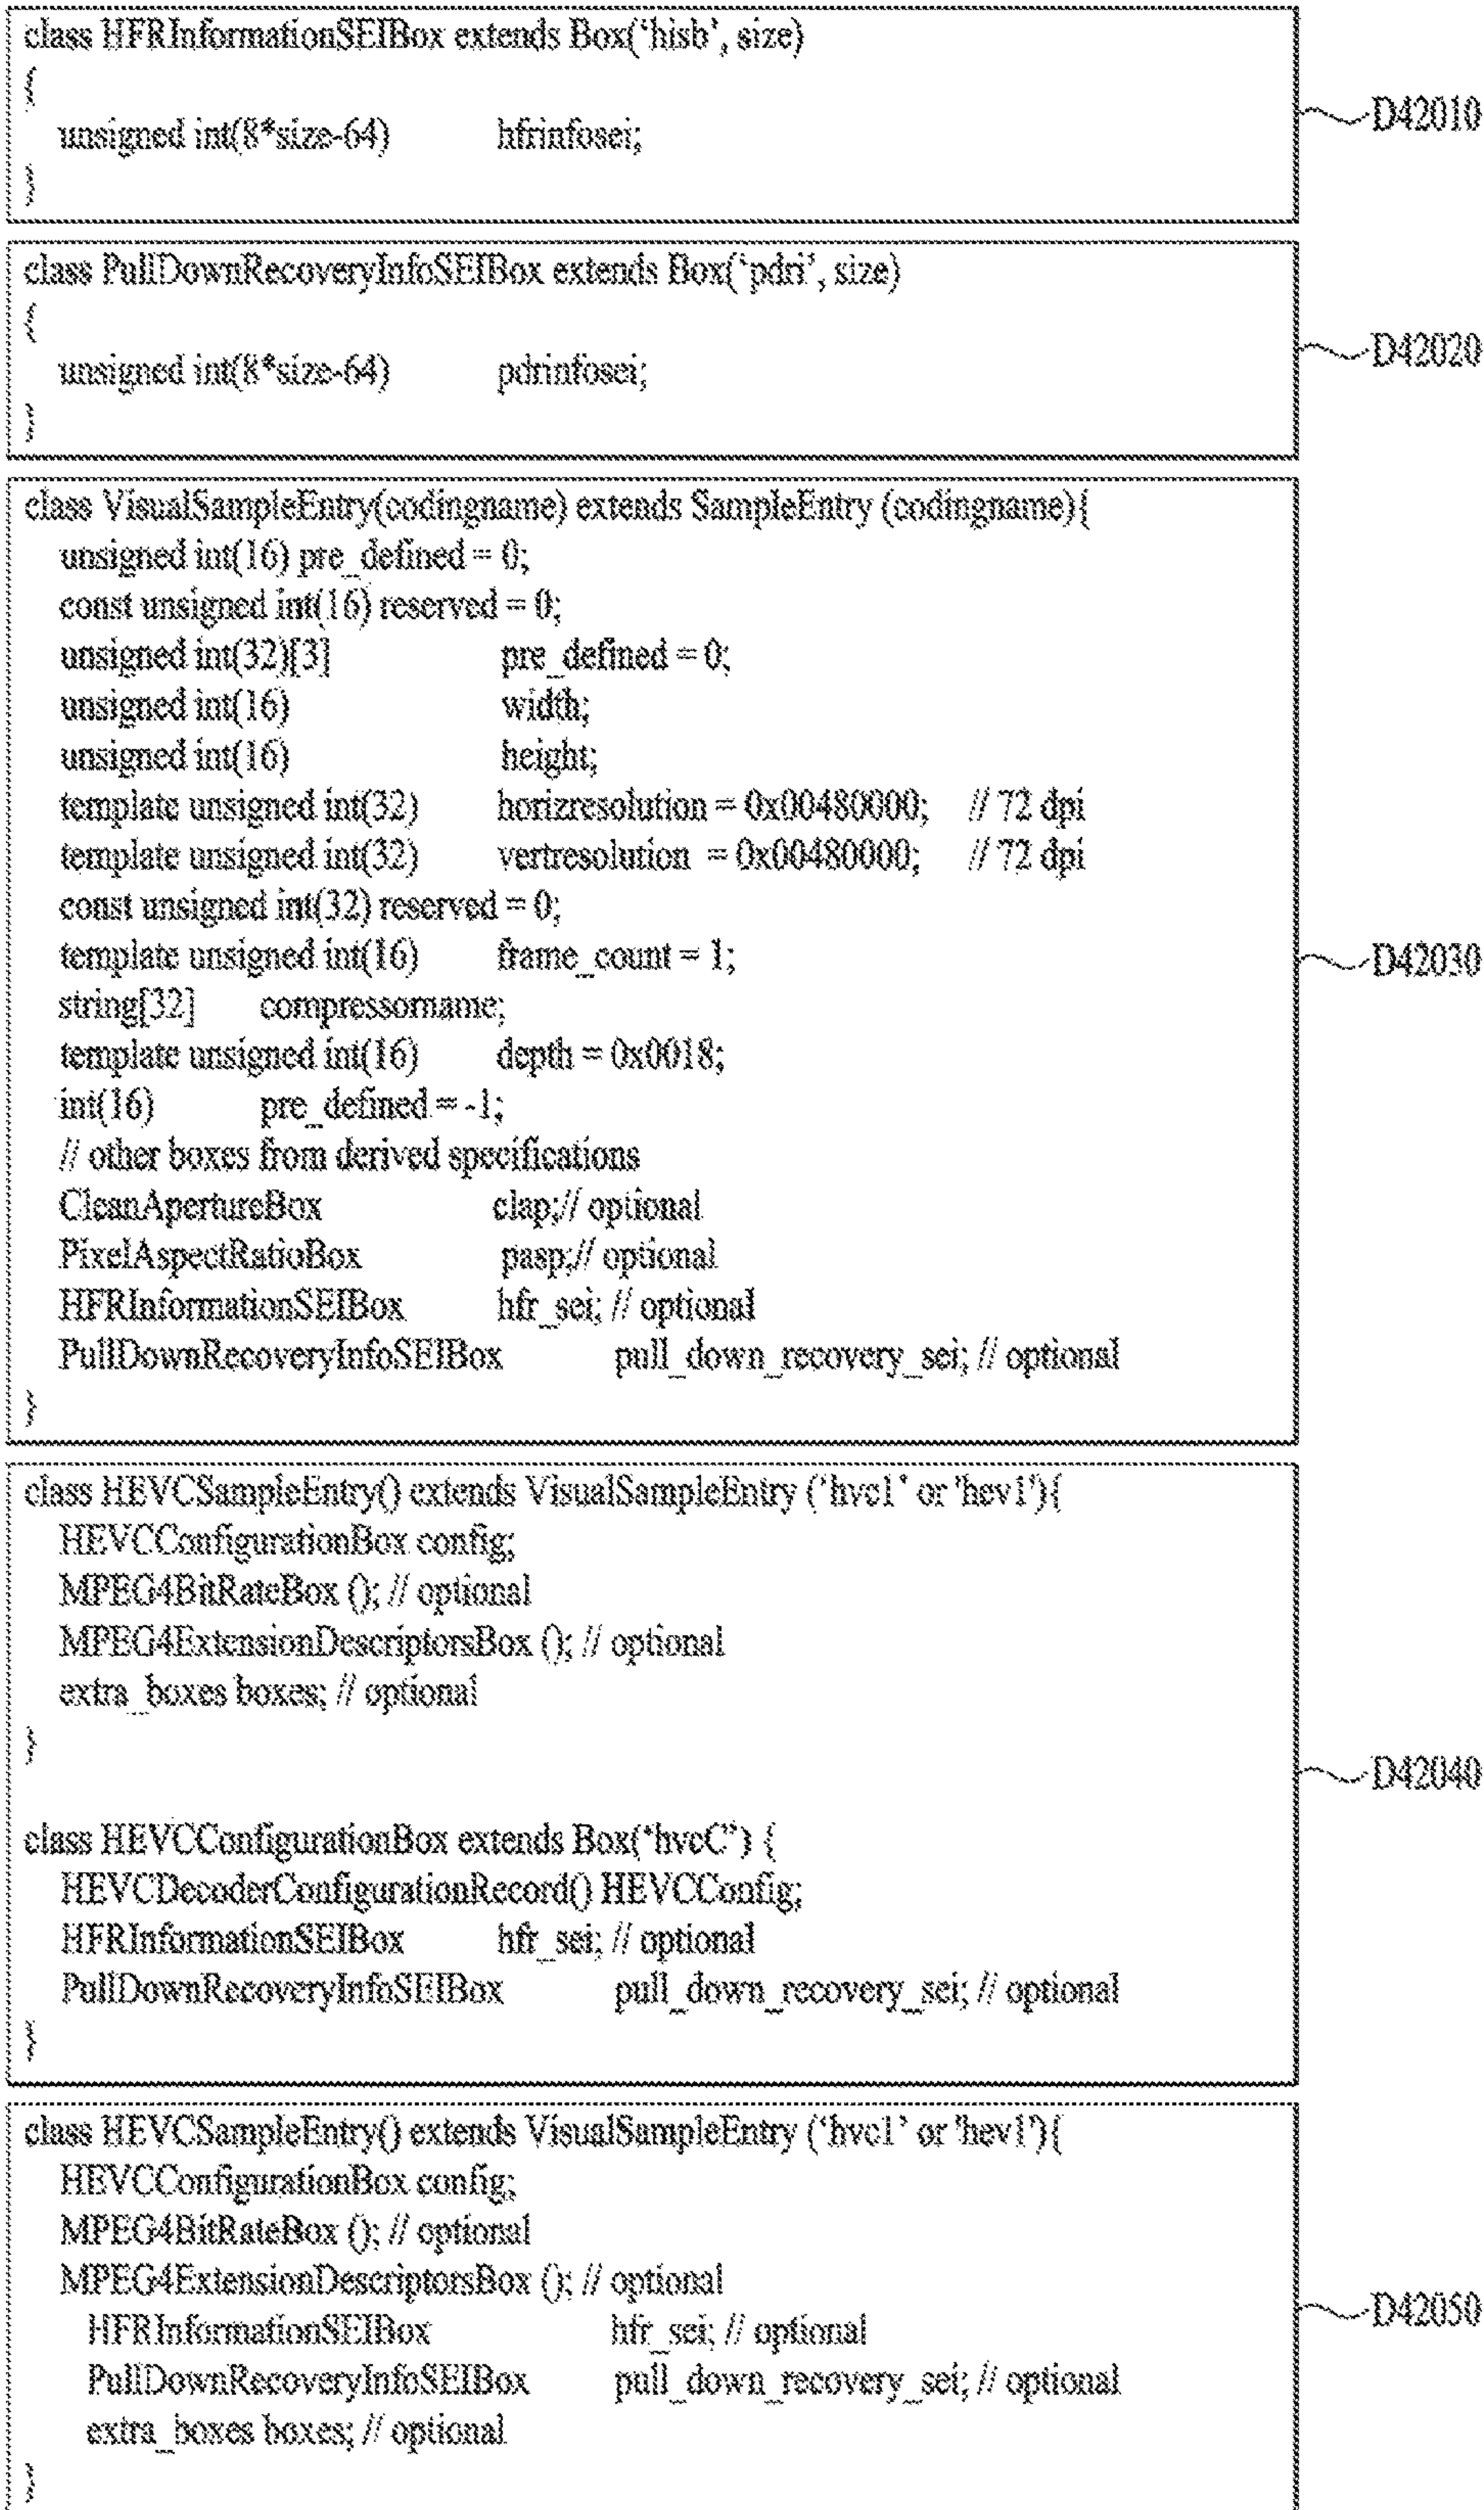 class HFRInformationSEIBox extends Box(‘hisb’, size)
{
unsigned int(8*size-64) hfrinfosei;
}
D42010
class PullDownRecoveryInfoSEIBox extends Box(‘pdri’, size)
{
unsigned int(8*size-64) pdrinfosei;
}
D42020
class VisualSampleEntry(codingname) extends SampleEntry (codingname){
unsigned int(16) pre_defined = 0;
const unsigned int(16) reserved = 0;
unsigned int(32)[3] pre_defined = 0;
unsigned int(16) width;
unsigned int(16) height;
template unsigned int(32) horizresolution = 0x00480000; // 72 dpi
template unsigned int(32) vertresolution = 0x00480000; // 72 dpi
const unsigned int(32) reserved = 0;
template unsigned int(16) frame_count = 1;
string[32] compressorname;
template unsigned int(16) depth = 0x0018;
int(16) pre_defined = -1;
// other boxes from derived specifications
CleanApertureBox clap;// optional
PixelAspectRatioBox pasp;// optional
HFRInformationSEIBox hfr_sei; // optional
PullDownRecoveryInfoSEIBox pull_down_recovery_sei; // optional
}
D42030
class HEVCSampleEntry() extends VisualSampleEntry (‘hvc1’ or 'hev1'){
HEVCConfigurationBox config;
MPEG4BitRateBox (); // optional
MPEG4ExtensionDescriptorsBox (); // optional
extra_boxes boxes; // optional
}
class HEVCConfigurationBox extends Box(‘hvcC’) {
HEVCDecoderConfigurationRecord() HEVCConfig;
HFRInformationSEIBox hfr_sei; // optional
PullDownRecoveryInfoSEIBox pull_down_recovery_sei; // optional
}
D42040
class HEVCSampleEntry() extends VisualSampleEntry (‘hvc1’ or 'hev1'){
HEVCConfigurationBox config;
MPEG4BitRateBox (); // optional
MPEG4ExtensionDescriptorsBox (); // optional
HFRInformationSEIBox hfr_sei; // optional
PullDownRecoveryInfoSEIBox pull_down_recovery_sei; // optional
extra_boxes boxes; // optional
}
D42050